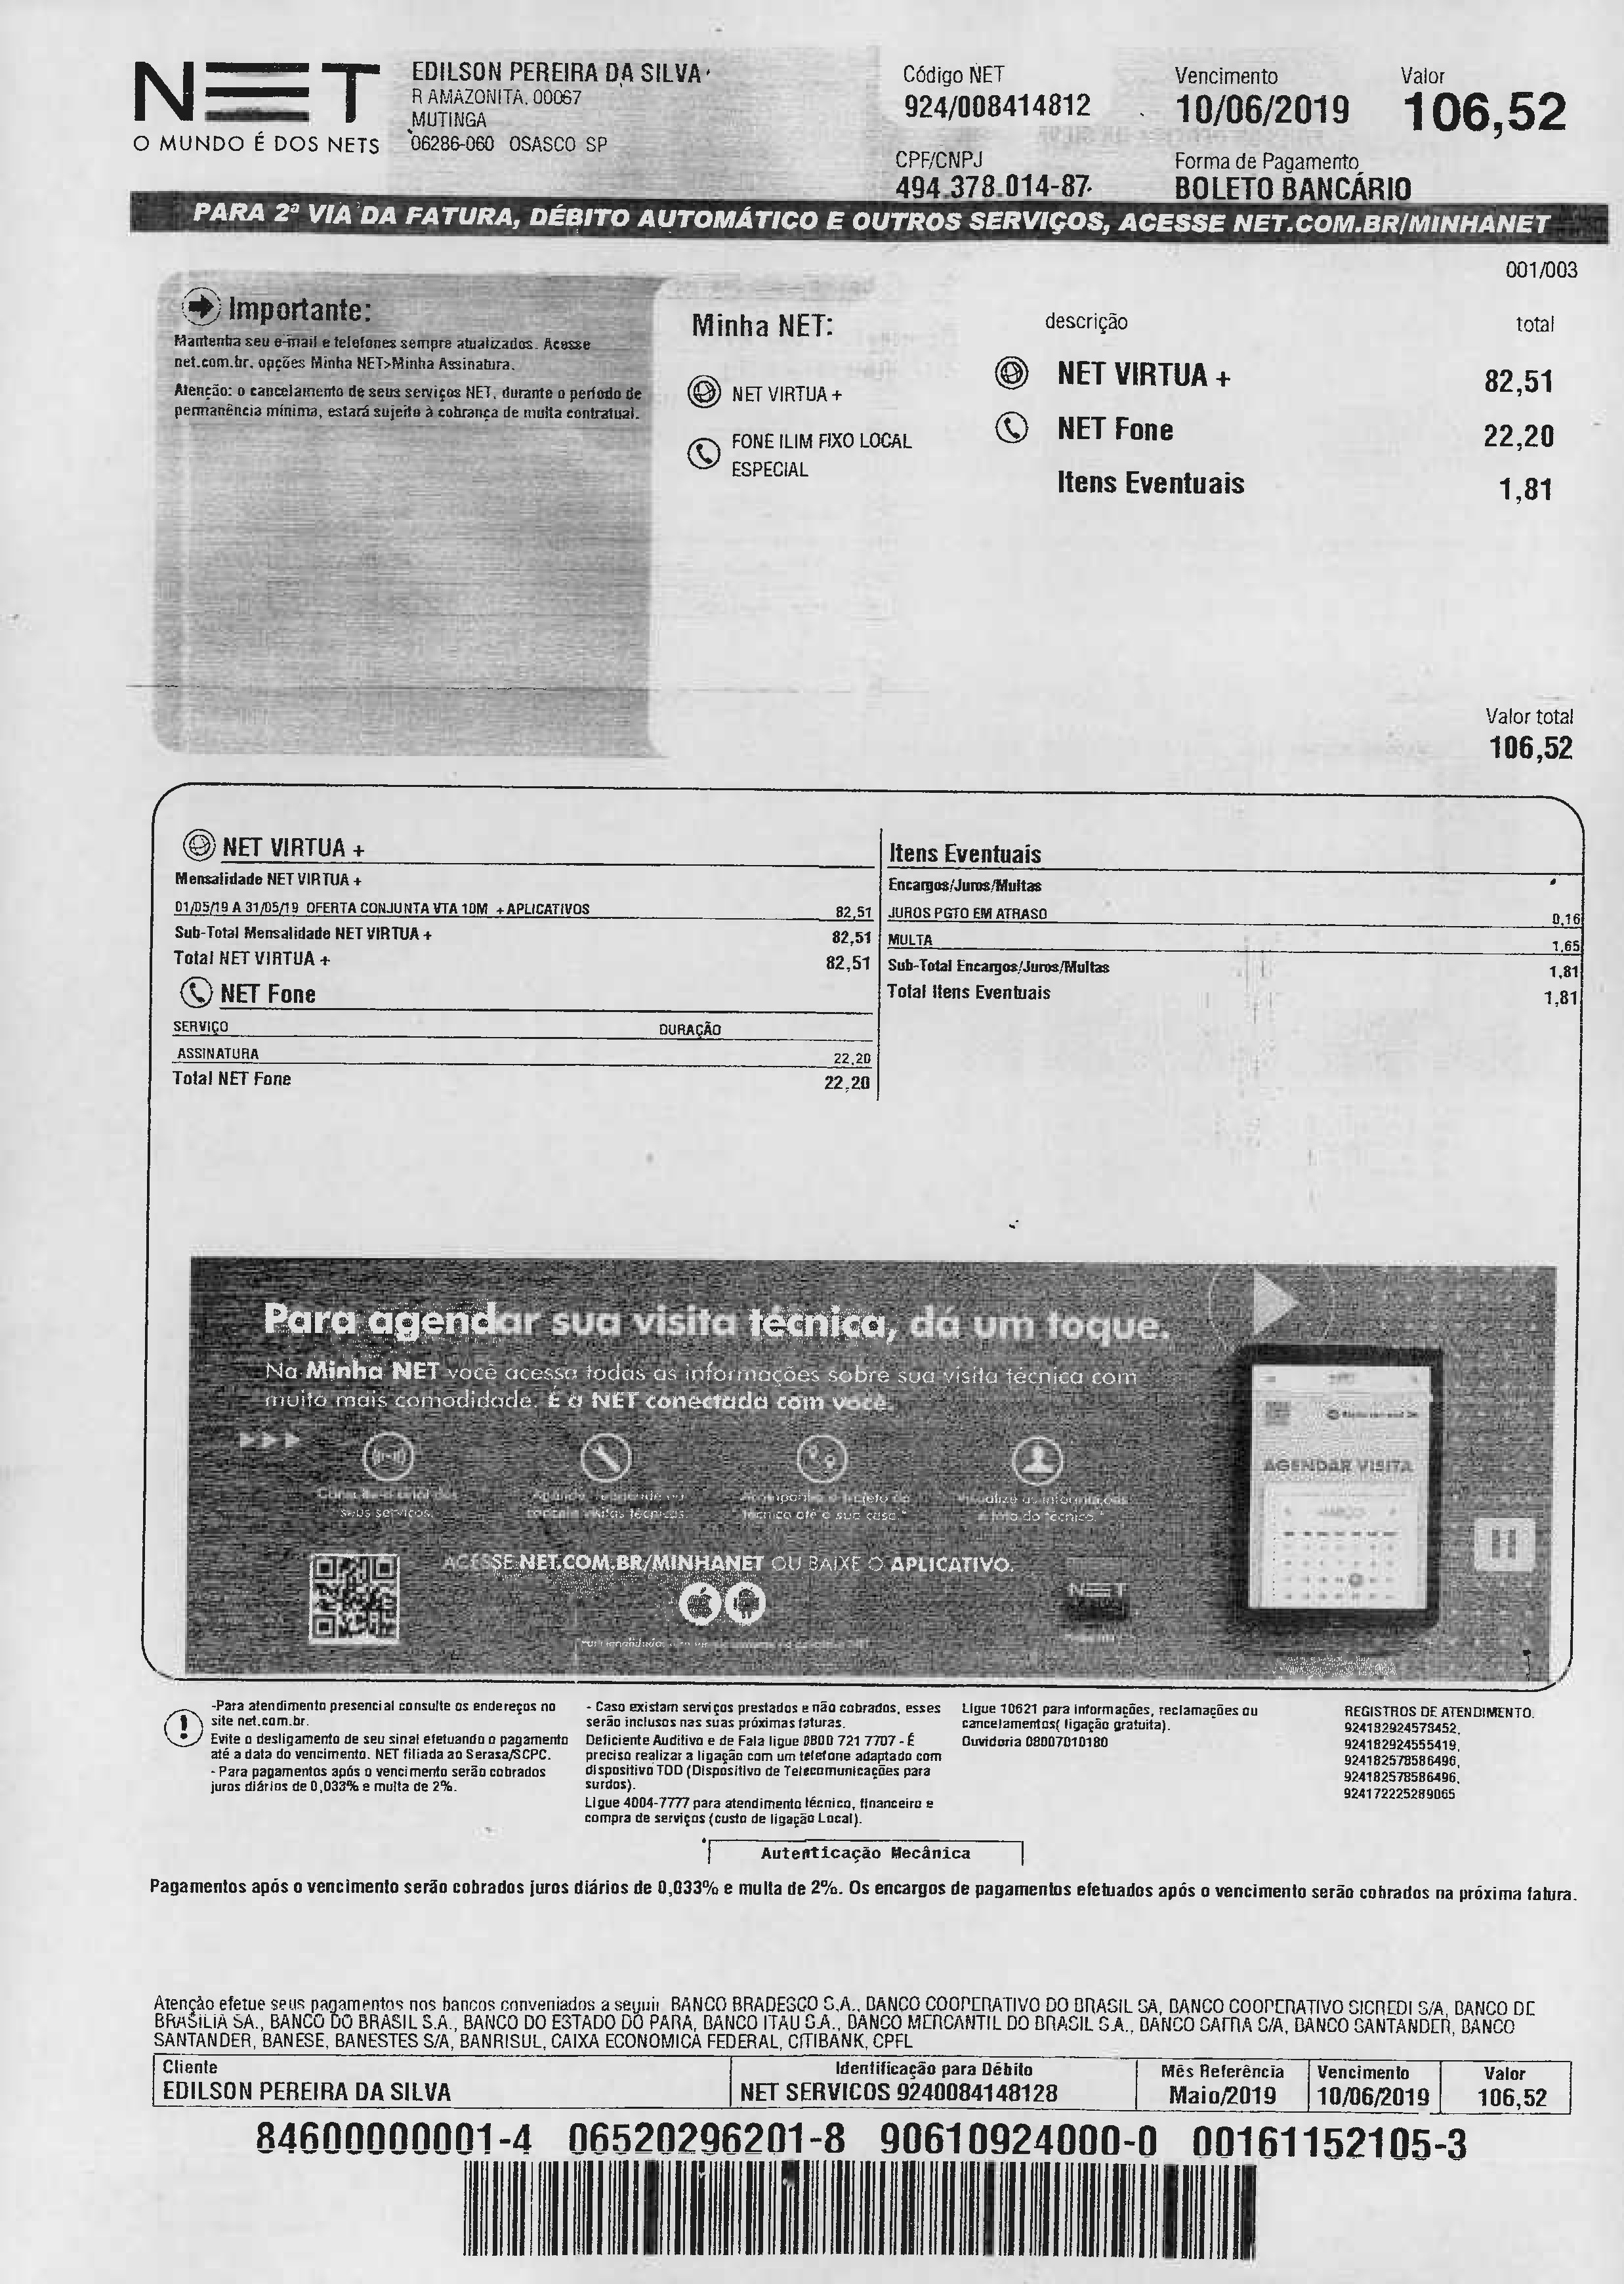 NET
O MUNDO É DOS NETS
EDILSON PEREIRA DA SILVA
R AMAZONITA, 00067
MUTINGA
06286-060 OSASCO SP
Código NET
924/008414812
Vencimento
10/06/2019
Valor
106,52
CPF/CNPJ
494.378.014-87
Forma de Pagamento
BOLETO BANCÁRIO
PARA 2ª VIA DA FATURA, DÉBITO AUTOMÁTICO E OUTROS SERVIÇOS, ACESSE NET.COM.BR/MINHANET
001/003
Importante:
Mantenha seu e-mail e telefones sempre atualizados. Acesse
net.com.br, opções Minha NET>Minha Assinatura.
Atenção: o cancelamento de seus serviços NET, durante o período de
permanência mínima, estará sujeito à cobrança de multa contratual.
Minha NET:
NET VIRTUA +
FONE ILIM FIXO LOCAL
ESPECIAL
descrição total
NET VIRTUA + 82,51
NET Fone 22,20
Itens Eventuais 1,81
Valor total
106,52
NET VIRTUA +
Mensalidade NET VIRTUA +
01/05/19 A 31/05/19 OFERTA CONJUNTA VTA 10M + APLICATIVOS 82,51
Sub-Total Mensalidade NET VIRTUA + 82,51
Total NET VIRTUA + 82,51
NET Fone
SERVIÇO DURAÇÃO
ASSINATURA 22,20
Total NET Fone 22,20
Itens Eventuais
Encargos/Juros/Multas
JUROS PGTO EM ATRASO 0,16
MULTA 1,65
Sub-Total Encargos/Juros/Multas 1,81
Total Itens Eventuais 1,81
Para agendar sua visita técnica, dá um toque.
Na Minha NET você acessa todas as informações sobre sua visita técnica com
muito mais comodidade. É a NET conectada com você.
seus serviços.
visitas técnicas.
técnico até a sua casa.*
AGENDAR VISITA
ACESSE NET.COM.BR/MINHANET OU BAIXE O APLICATIVO.
NET
-Para atendimento presencial consulte os endereços no
site net.com.br.
Evite o desligamento de seu sinal efetuando o pagamento
até a data do vencimento. NET filiada ao Serasa/SCPC.
- Para pagamentos após o vencimento serão cobrados
juros diários de 0,033% e multa de 2%.
- Caso existam serviços prestados e não cobrados, esses
serão inclusos nas suas próximas faturas.
Deficiente Auditivo e de Fala ligue 0800 721 7707 - É
preciso realizar a ligação com um telefone adaptado com
dispositivo TDD (Dispositivo de Telecomunicações para
surdos).
Ligue 4004-7777 para atendimento técnico, financeiro e
compra de serviços (custo de ligação Local).
Ligue 10621 para informações, reclamações ou
cancelamentos( ligação gratuita).
Ouvidoria 08007010180
REGISTROS DE ATENDIMENTO.
924182924573452,
924182924555419,
924182578586496,
924182578586496,
924172225289065
Autenticação Mecânica
Pagamentos após o vencimento serão cobrados juros diários de 0,033% e multa de 2%. Os encargos de pagamentos efetuados após o vencimento serão cobrados na próxima fatura.
Atenção efetue seus pagamentos nos bancos conveniados a seguir. BANCO BRADESCO S.A., BANCO COOPERATIVO DO BRASIL SA, BANCO COOPERATIVO SICREDI S/A, BANCO DE
BRASILIA SA., BANCO DO BRASIL S.A., BANCO DO ESTADO DO PARA, BANCO ITAU S.A., BANCO MERCANTIL DO BRASIL S.A., BANCO SAFRA S/A, BANCO SANTANDER, BANCO
SANTANDER, BANESE, BANESTES S/A, BANRISUL, CAIXA ECONOMICA FEDERAL, CITIBANK, CPFL
Cliente Identificação para Débito Mês Referência Vencimento Valor
EDILSON PEREIRA DA SILVA NET SERVICOS 9240084148128 Maio/2019 10/06/2019 106,52
84600000001-4 06520296201-8 90610924000-0 00161152105-3